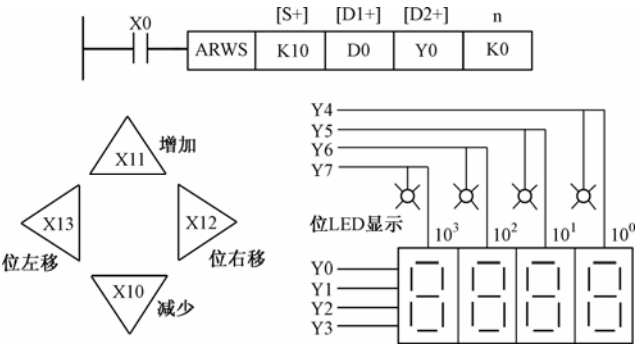 [S+] [D1+] [D2+] n
X0
ARWS K10 D0 Y0 K0
X11 增加
X13 X12
位左移 位右移
X10 减少
Y4
Y5
Y6
Y7
位LED显示 10³ 10² 10¹ 10⁰
Y0
Y1
Y2
Y3